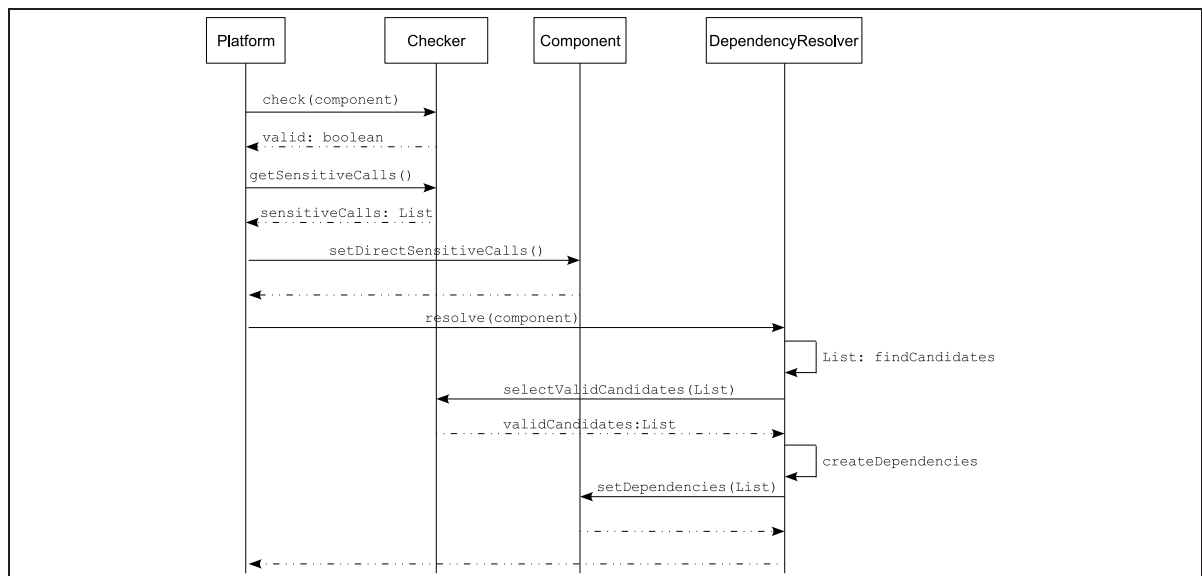 Platform
Checker
Component
DependencyResolver
check(component)
valid: boolean
getSensitiveCalls()
sensitiveCalls: List
setDirectSensitiveCalls()
resolve(component)
List: findCandidates
selectValidCandidates(List)
validCandidates:List
createDependencies
setDependencies(List)